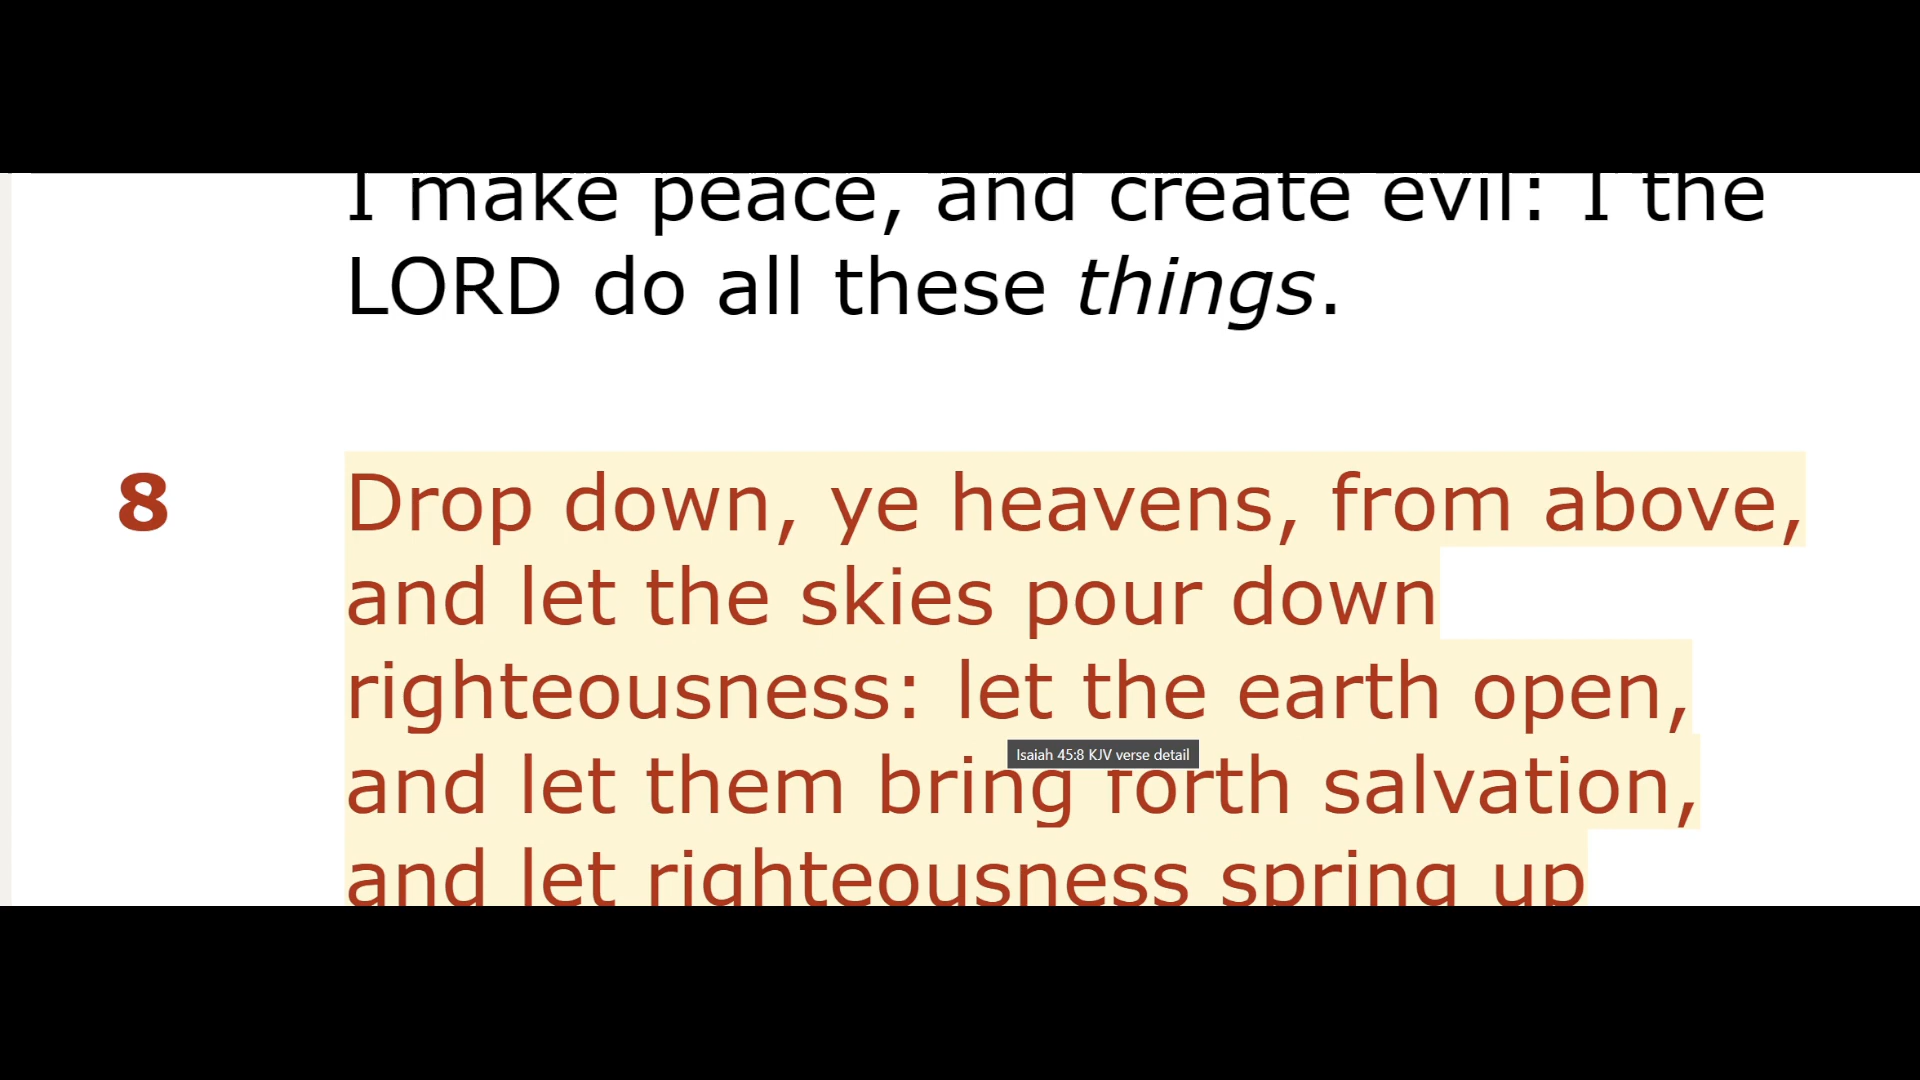 I make peace, and create evil: I the
LORD do all these things.
8
Drop down, ye heavens, from above,
and let the skies pour down
righteousness: let the earth open,
Isaiah 45:8 KJV verse detail
and let them bring forth salvation,
and let righteousness spring up